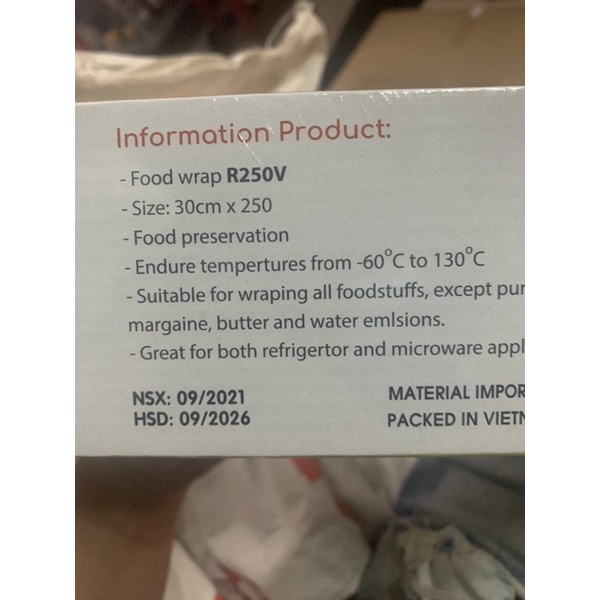 Information Product:
- Food wrap R250V
- Size: 30cm x 250
- Food preservation
- Endure tempertures from -60°C to 130°C
- Suitable for wraping all foodstuffs, except pur
margaine, butter and water emlsions.
- Great for both refrigertor and microware appl
NSX: 09/2021
HSD: 09/2026
MATERIAL IMPOR
PACKED IN VIETN